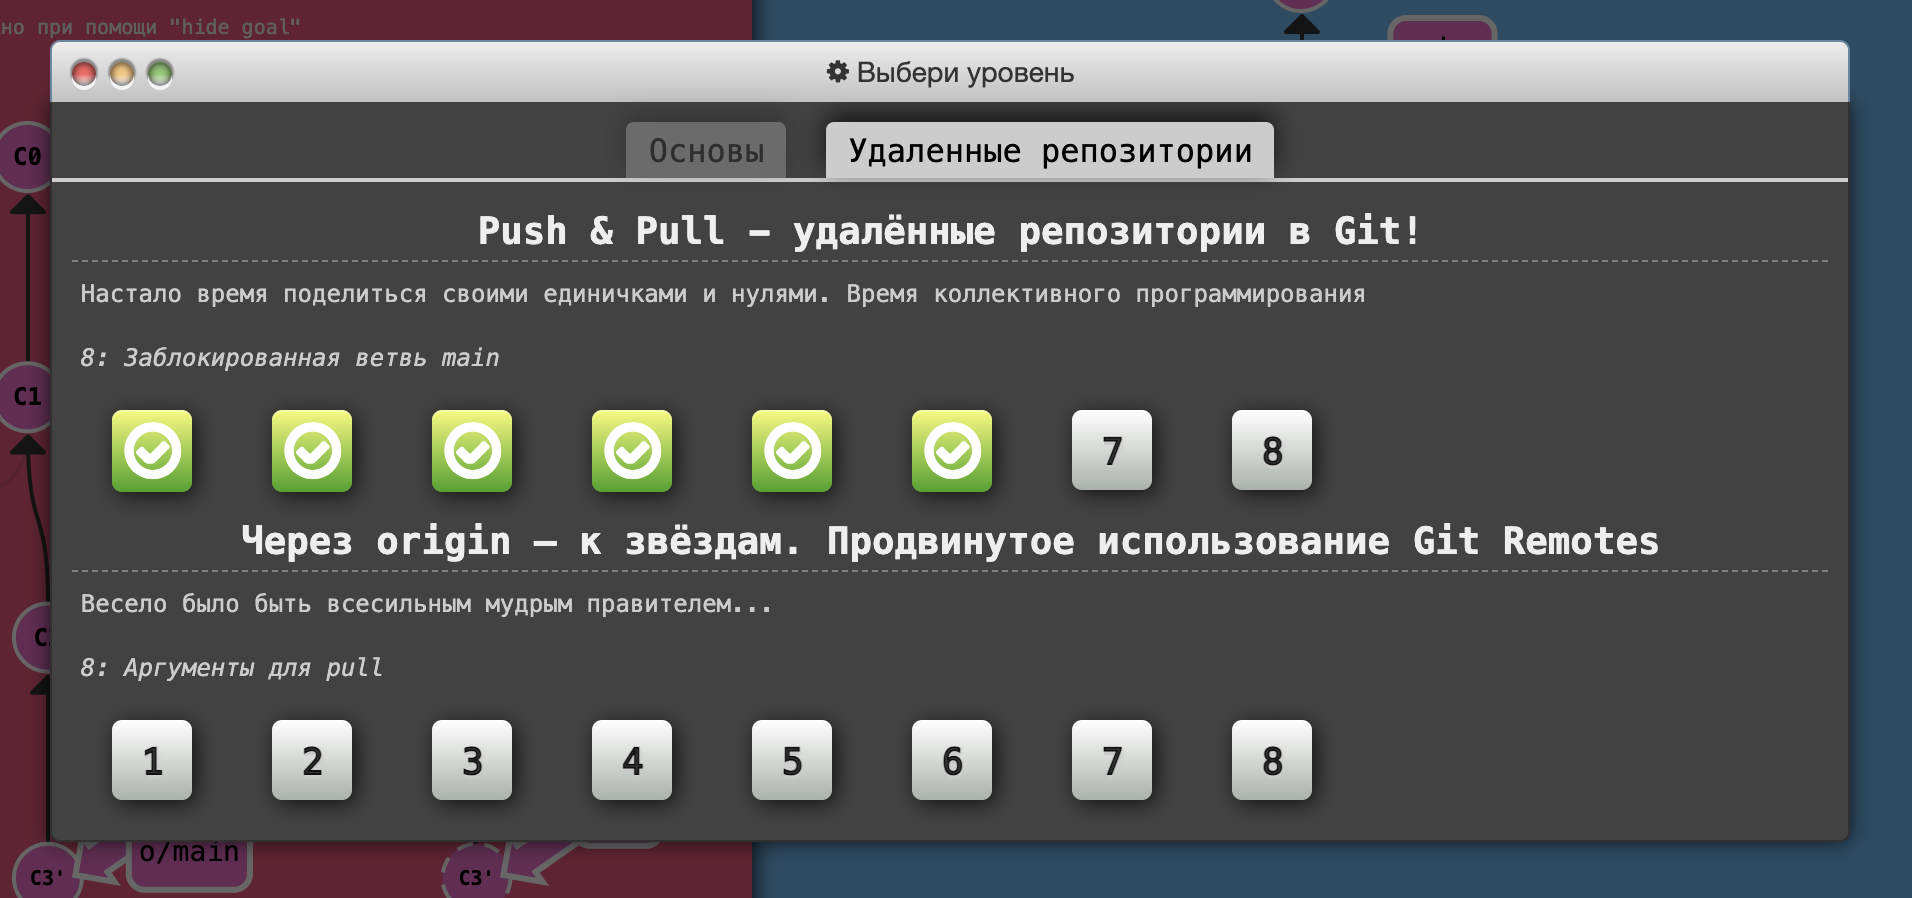 но при помощи "hide goal"
Выбери уровень
Основы
Удаленные репозитории
Push & Pull – удалённые репозитории в Git!
Настало время поделиться своими единичками и нулями. Время коллективного программирования
8: Заблокированная ветвь main
7
8
Через origin – к звёздам. Продвинутое использование Git Remotes
Весело было быть всесильным мудрым правителем...
8: Аргументы для pull
1
2
3
4
5
6
7
8
C0
C1
o/main
C3'
C3'